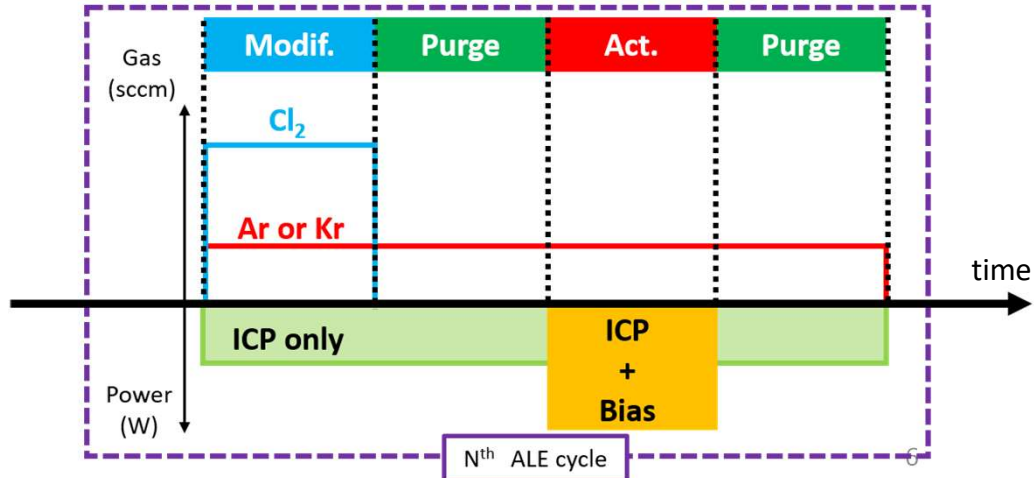 Modif. Purge Act. Purge
Gas
(sccm)
Cl₂
Ar or Kr
time
ICP only
ICP
+
Bias
Power
(W)
Nth ALE cycle
6